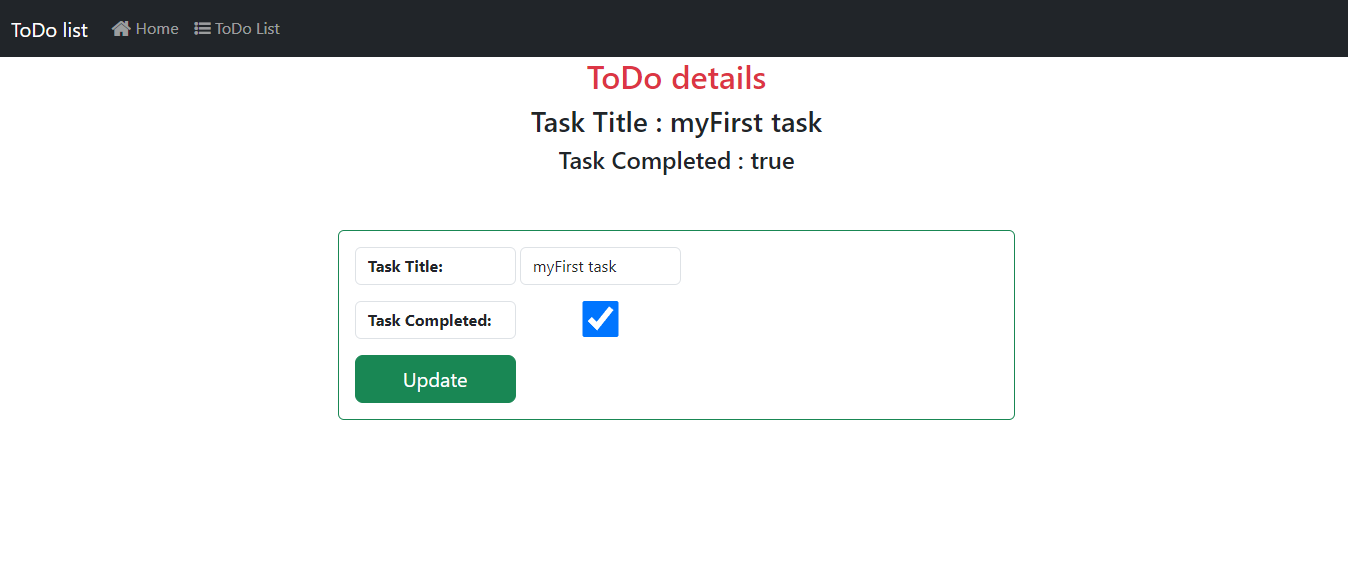 ToDo list Home ToDo List
ToDo details
Task Title : myFirst task
Task Completed : true
Task Title: myFirst task
Task Completed:
Update